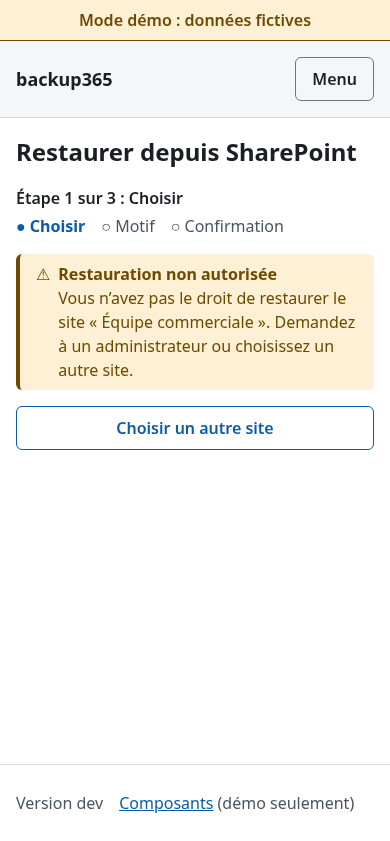 Mode démo : données fictives
backup365
Menu
Restaurer depuis SharePoint
Étape 1 sur 3 : Choisir
● Choisir ○ Motif ○ Confirmation
⚠ Restauration non autorisée
Vous n’avez pas le droit de restaurer le
site « Équipe commerciale ». Demandez
à un administrateur ou choisissez un
autre site.
Choisir un autre site
Version dev Composants (démo seulement)